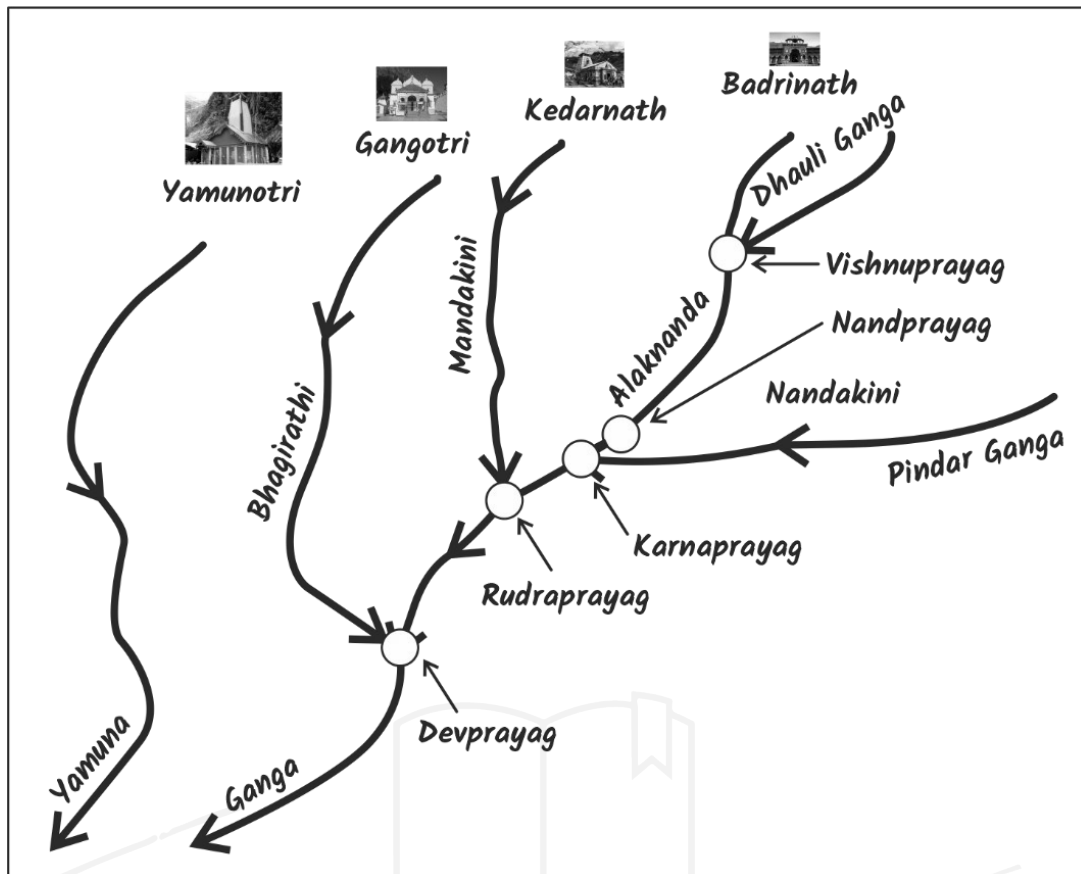 Badrinath
Kedarnath
Gangotri
Yamunotri
Dhauli Ganga
Vishnuprayag
Mandakini
Alaknanda
Nandprayag
Nandakini
Bhagirathi
Pindar Ganga
Karnaprayag
Rudraprayag
Devprayag
Yamuna
Ganga